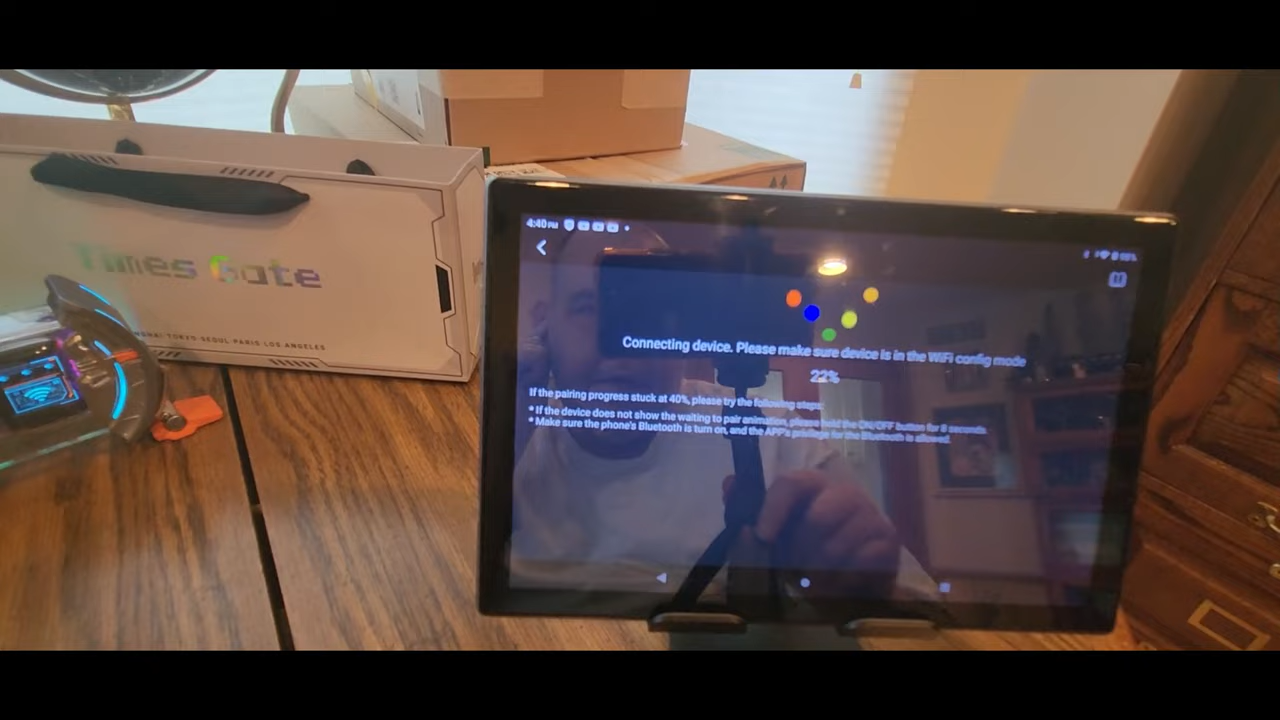 Times Gate
TOKYO·SEOUL·PARIS·LOS ANGELES
4:40 PM
98%
Connecting device. Please make sure device is in the WiFi config mode
22%
If the pairing progress stuck at 40%, please try the following steps:
* If the device does not show the waiting to pair animation, please hold the ON/OFF button for 8 seconds.
* Make sure the phone's Bluetooth is turn on, and the APP's privilege for the Bluetooth is allowed.